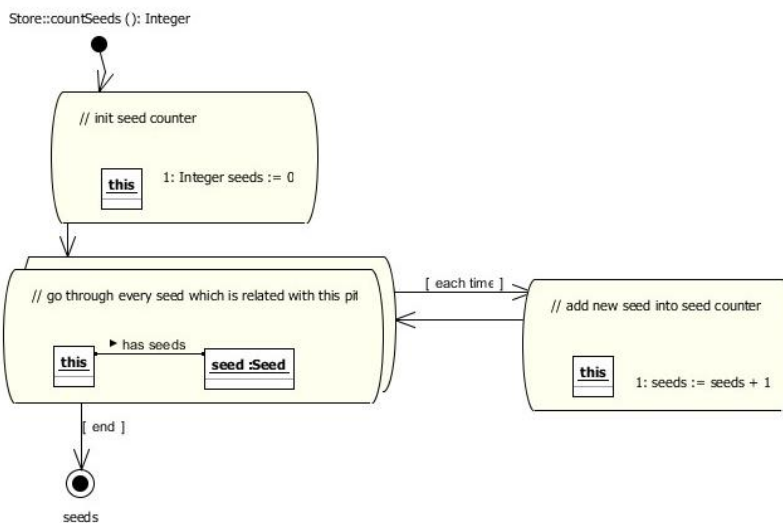 Store::countSeeds (): Integer
// init seed counter
this
1: Integer seeds := 0
// go through every seed which is related with this pit
[ each time ]
// add new seed into seed counter
has seeds
this
seed :Seed
this
1: seeds := seeds + 1
[ end ]
seeds